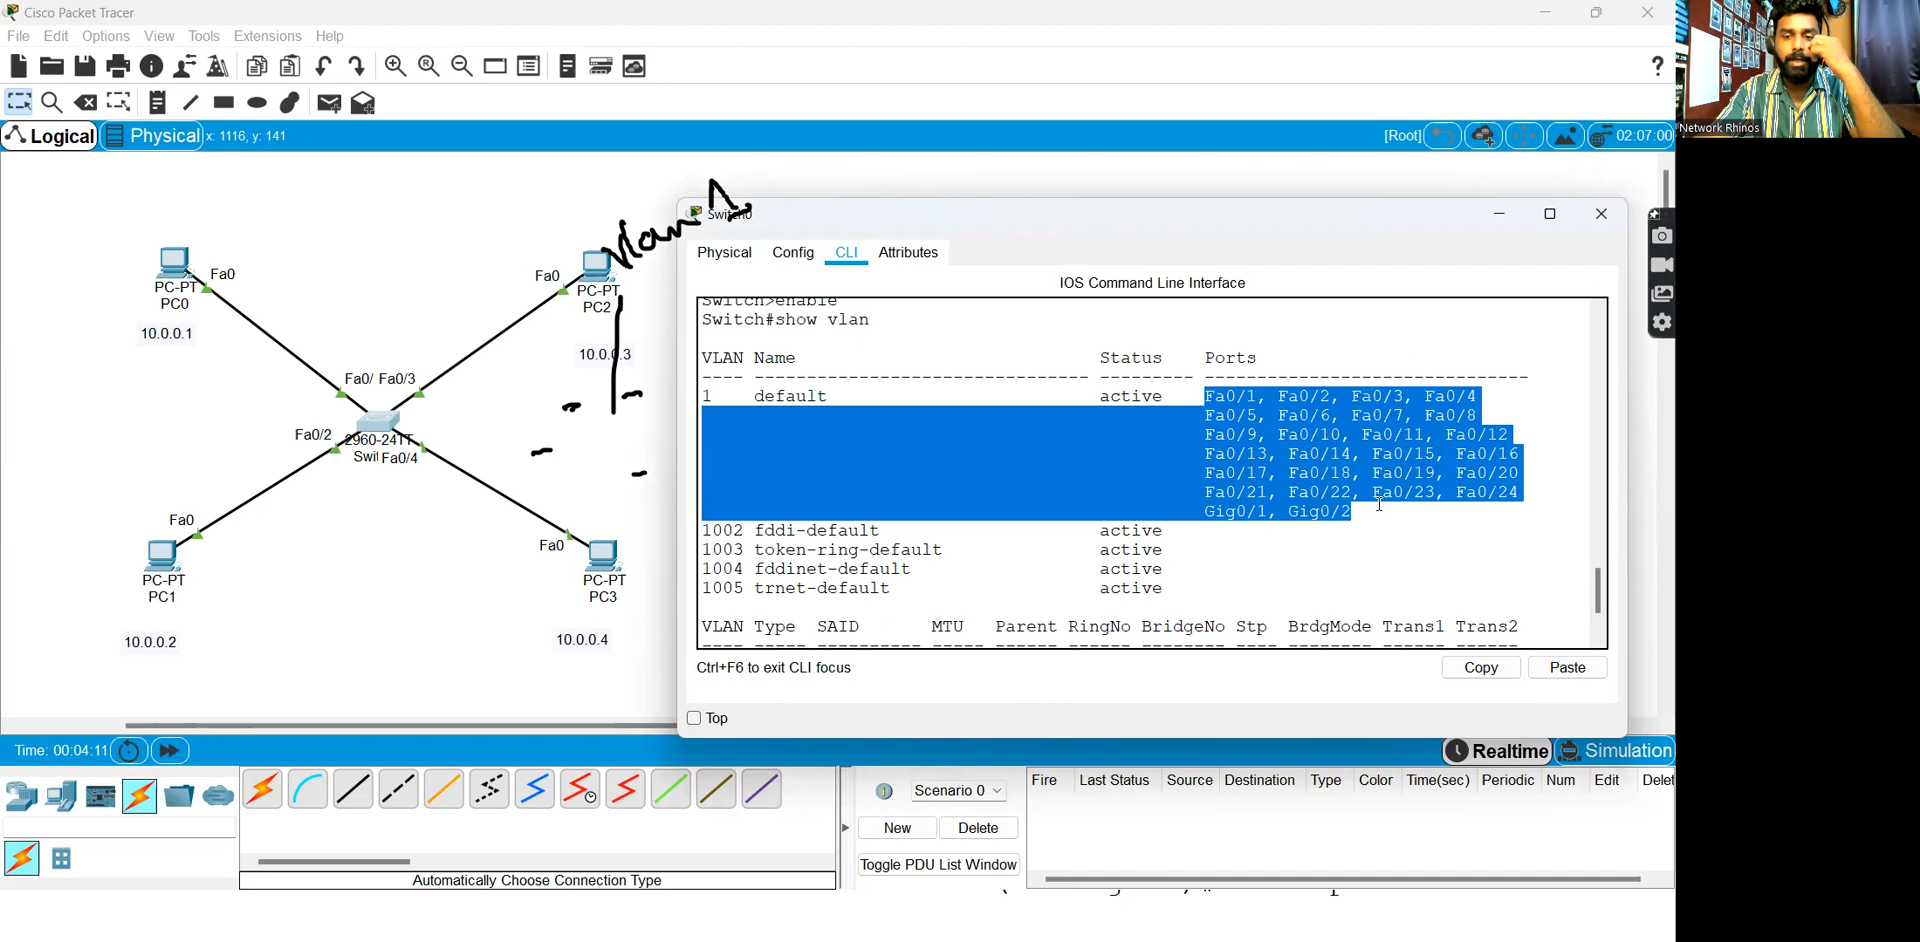 Cisco Packet Tracer
File Edit Options View Tools Extensions Help
?
Logical Physical x: 1116, y: 141
[Root] 02:07:00
Network Rhinos
Vlan 1
Switch0
Physical Config CLI Attributes
IOS Command Line Interface
Switch>enable
Switch#show vlan
VLAN Name Status Ports
---- -------------------------------- --------- -------------------------------
1 default active Fa0/1, Fa0/2, Fa0/3, Fa0/4
Fa0/5, Fa0/6, Fa0/7, Fa0/8
Fa0/9, Fa0/10, Fa0/11, Fa0/12
Fa0/13, Fa0/14, Fa0/15, Fa0/16
Fa0/17, Fa0/18, Fa0/19, Fa0/20
Fa0/21, Fa0/22, Fa0/23, Fa0/24
Gig0/1, Gig0/2
1002 fddi-default active
1003 token-ring-default active
1004 fddinet-default active
1005 trnet-default active
VLAN Type SAID MTU Parent RingNo BridgeNo Stp BrdgMode Trans1 Trans2
---- ----- ---------- ----- ------ ------ -------- ---- -------- ------ ------
Ctrl+F6 to exit CLI focus
Copy Paste
Top
Fa0
PC-PT
PC0
10.0.0.1
Fa0
PC-PT
PC2
10.0.0.3
Fa0/ Fa0/3
Fa0/2
2960-24TT
Swit Fa0/4
Fa0
PC-PT
PC1
10.0.0.2
Fa0
PC-PT
PC3
10.0.0.4
Time: 00:04:11
Realtime Simulation
Scenario 0
New Delete
Toggle PDU List Window
Fire Last Status Source Destination Type Color Time(sec) Periodic Num Edit Delet
Automatically Choose Connection Type